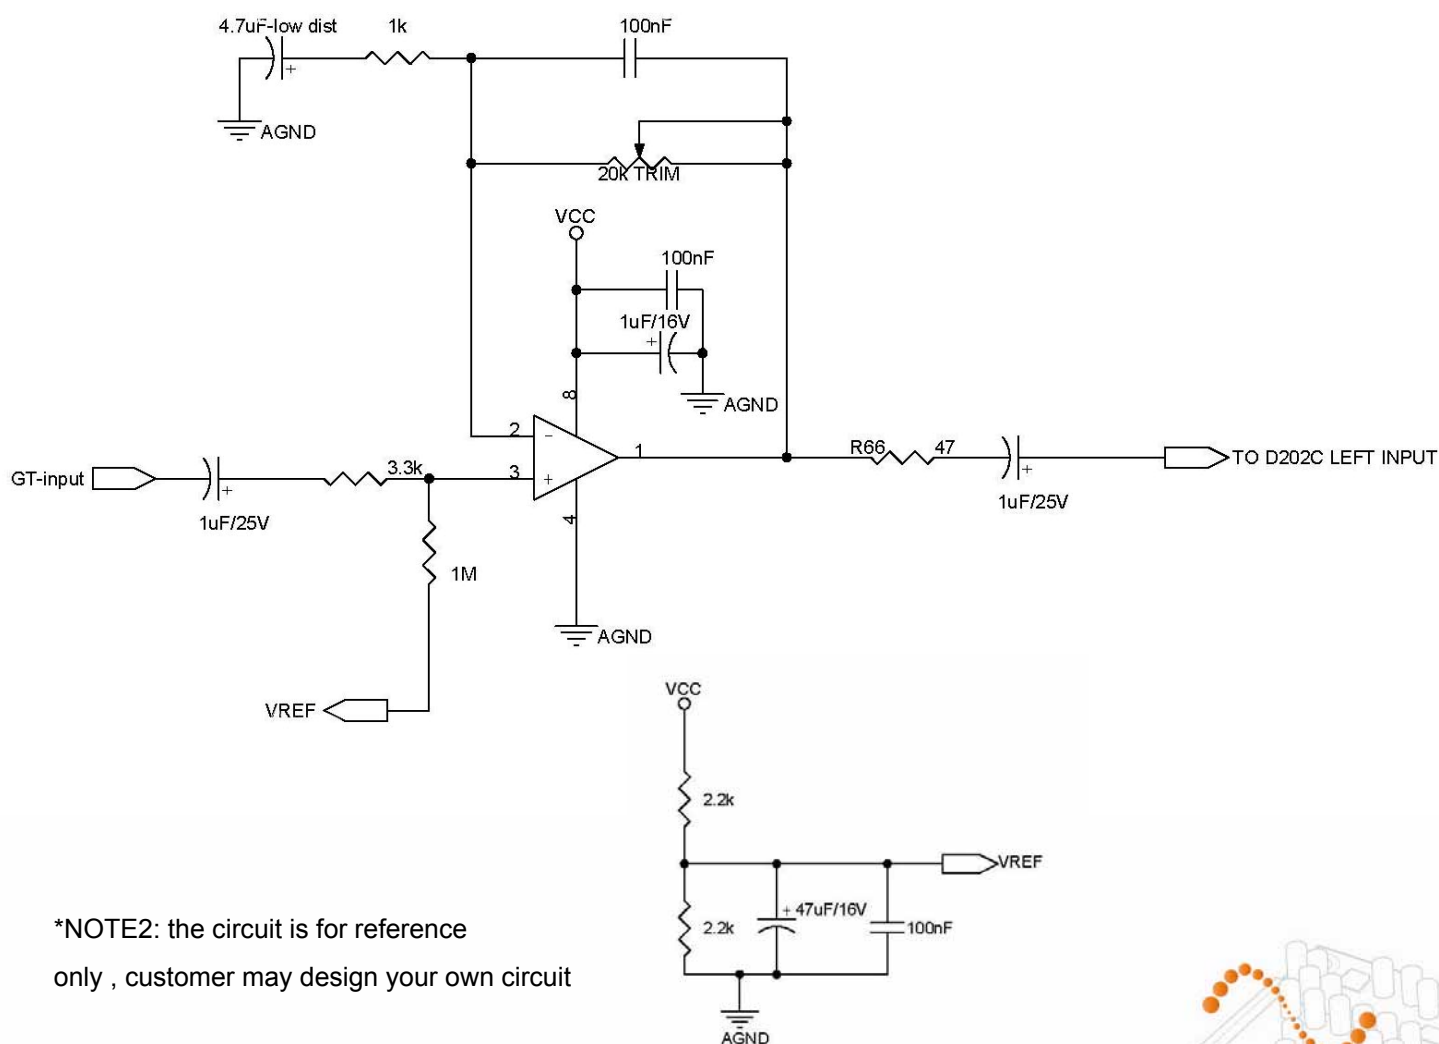 4.7uF-low dist
1k
100nF
AGND
20k TRIM
VCC
100nF
1uF/16V
+
AGND
8
2
-
1
R66
47
TO D202C LEFT INPUT
GT-input
3.3k
3
+
+
1uF/25V
+
1uF/25V
4
1M
AGND
VREF
VCC
2.2k
VREF
+ 47uF/16V
2.2k
100nF
AGND
*NOTE2: the circuit is for reference
only , customer may design your own circuit